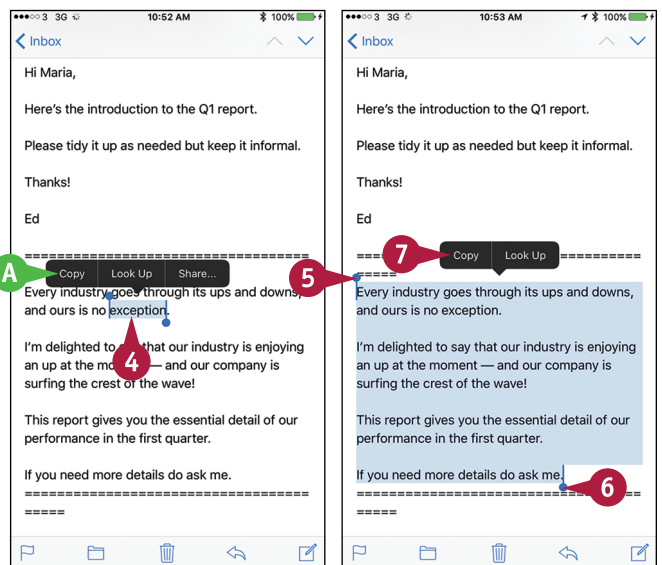 ●●●○○ 3 3G 10:52 AM 100%
Inbox
Hi Maria,
Here's the introduction to the Q1 report.
Please tidy it up as needed but keep it informal.
Thanks!
Ed
====================================
A
Copy Look Up Share...
Every industry goes through its ups and downs,
and ours is no exception.
4
I'm delighted to say that our industry is enjoying
an up at the moment — and our company is
surfing the crest of the wave!
This report gives you the essential detail of our
performance in the first quarter.
If you need more details do ask me.
====================================
=====
●●●○○ 3 3G 10:53 AM 100%
Inbox
Hi Maria,
Here's the introduction to the Q1 report.
Please tidy it up as needed but keep it informal.
Thanks!
Ed
7
Copy Look Up
=====
5
Every industry goes through its ups and downs,
and ours is no exception.
I'm delighted to say that our industry is enjoying
an up at the moment — and our company is
surfing the crest of the wave!
This report gives you the essential detail of our
performance in the first quarter.
If you need more details do ask me.
6
====================================
=====